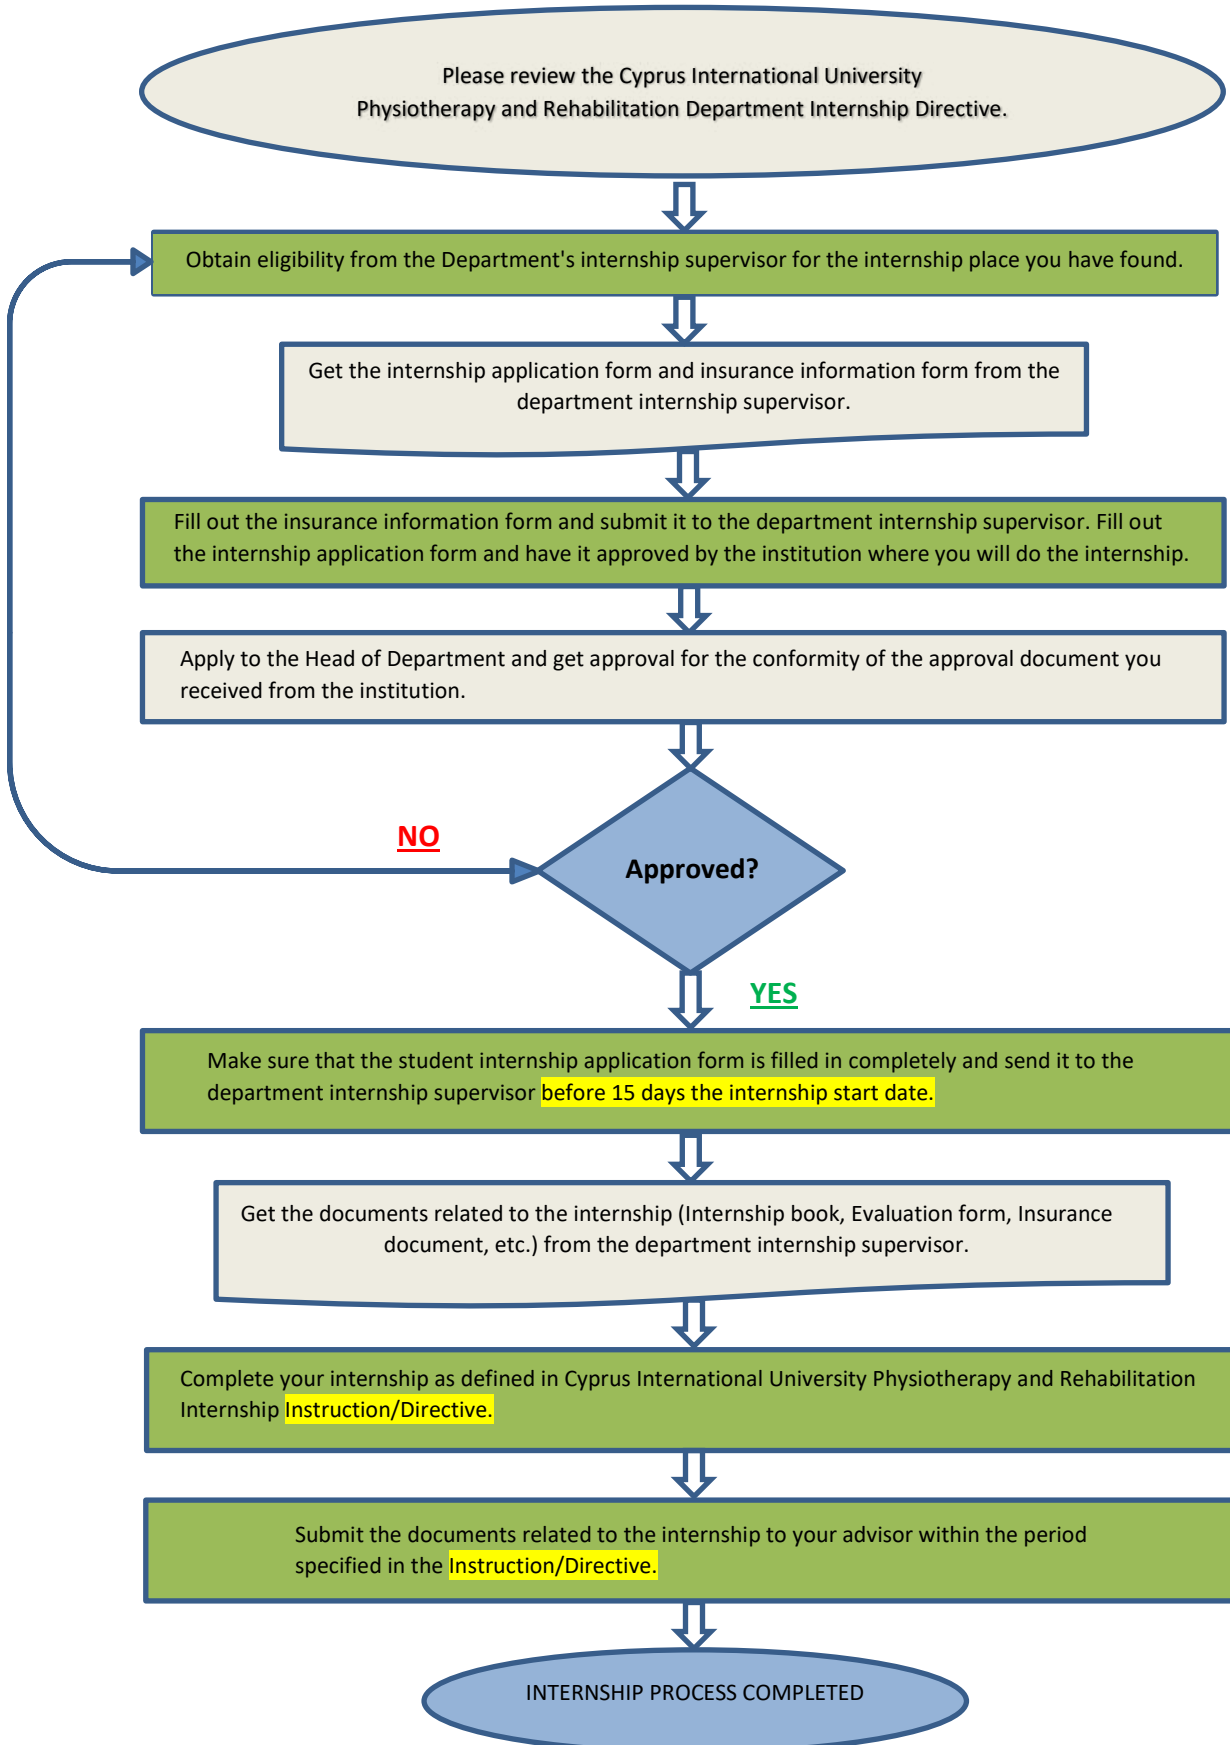 Please review the Cyprus International University
Physiotherapy and Rehabilitation Department Internship Directive.
Obtain eligibility from the Department's internship supervisor for the internship place you have found.
Get the internship application form and insurance information form from the
department internship supervisor.
Fill out the insurance information form and submit it to the department internship supervisor. Fill out
the internship application form and have it approved by the institution where you will do the internship.
Apply to the Head of Department and get approval for the conformity of the approval document you
received from the institution.
NO
Approved?
YES
Make sure that the student internship application form is filled in completely and send it to the
department internship supervisor before 15 days the internship start date.
Get the documents related to the internship (Internship book, Evaluation form, Insurance
document, etc.) from the department internship supervisor.
Complete your internship as defined in Cyprus International University Physiotherapy and Rehabilitation
Internship Instruction/Directive.
Submit the documents related to the internship to your advisor within the period
specified in the Instruction/Directive.
INTERNSHIP PROCESS COMPLETED